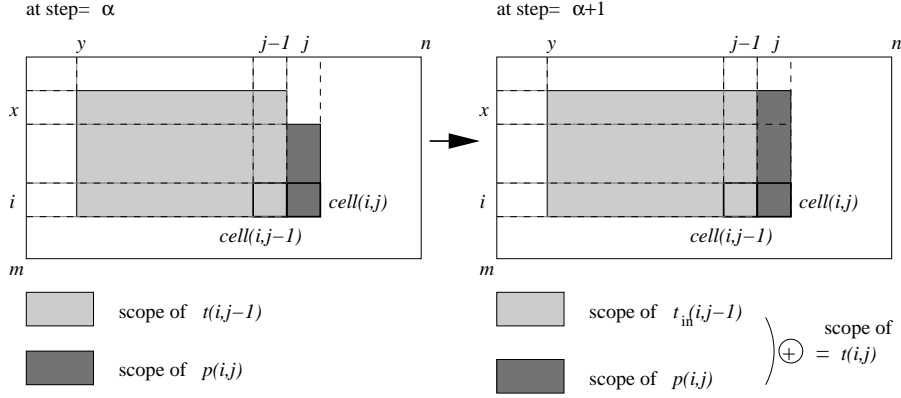 at step= α
y j−1 j n
x
i
cell(i,j)
cell(i,j−1)
m
scope of t(i,j−1)
scope of p(i,j)
at step= α+1
y j−1 j n
x
i
cell(i,j)
cell(i,j−1)
m
scope of t_in(i,j−1)
scope of p(i,j)
+ = scope of t(i,j)